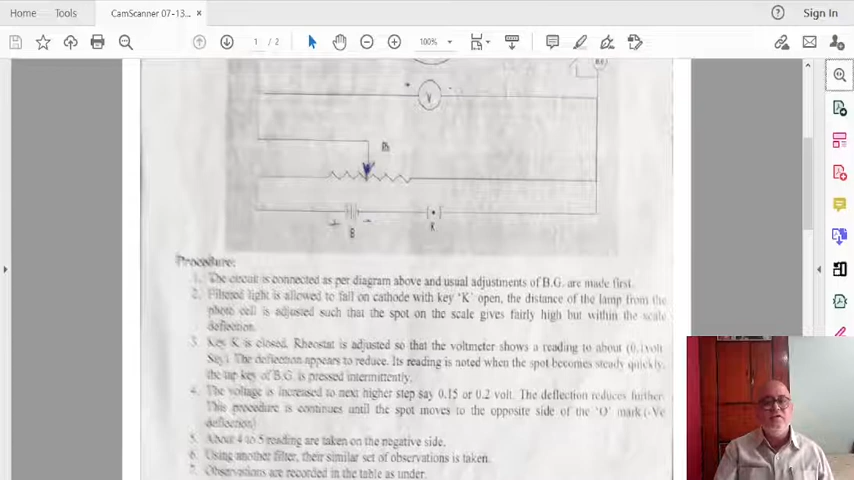 Home Tools CamScanner 07-13... × Sign In
1 / 2 100%
+ V -
Rh
+ -
B K
Procedure:
1. The circuit is connected as per diagram above and usual adjustments of B.G. are made first.
2. Filtered light is allowed to fall on cathode with key 'K' open, the distance of the lamp from the
photo cell is adjusted such that the spot on the scale gives fairly high but within the scale
deflection.
3. Key K is closed. Rheostat is adjusted so that the voltmeter shows a reading to about (0.1volt
Say). The deflection appears to reduce. Its reading is noted when the spot becomes steady quickly,
the tap key of B.G. is pressed intermittently.
4. The voltage is increased to next higher step say 0.15 or 0.2 volt. The deflection reduces further.
This procedure is continues until the spot moves to the opposite side of the 'O' mark.(-Ve
deflection)
5. About 4 to 5 reading are taken on the negative side.
6. Using another filter, their similar set of observations is taken.
7. Observations are recorded in the table as under.